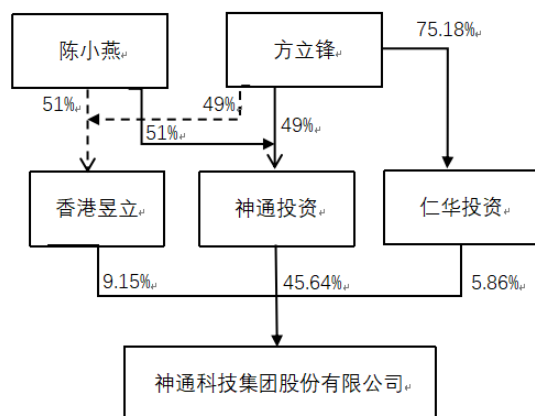 陈小燕
方立锋
75.18%
51%
49%
51%
49%
香港昱立
神通投资
仁华投资
9.15%
45.64%
5.86%
神通科技集团股份有限公司